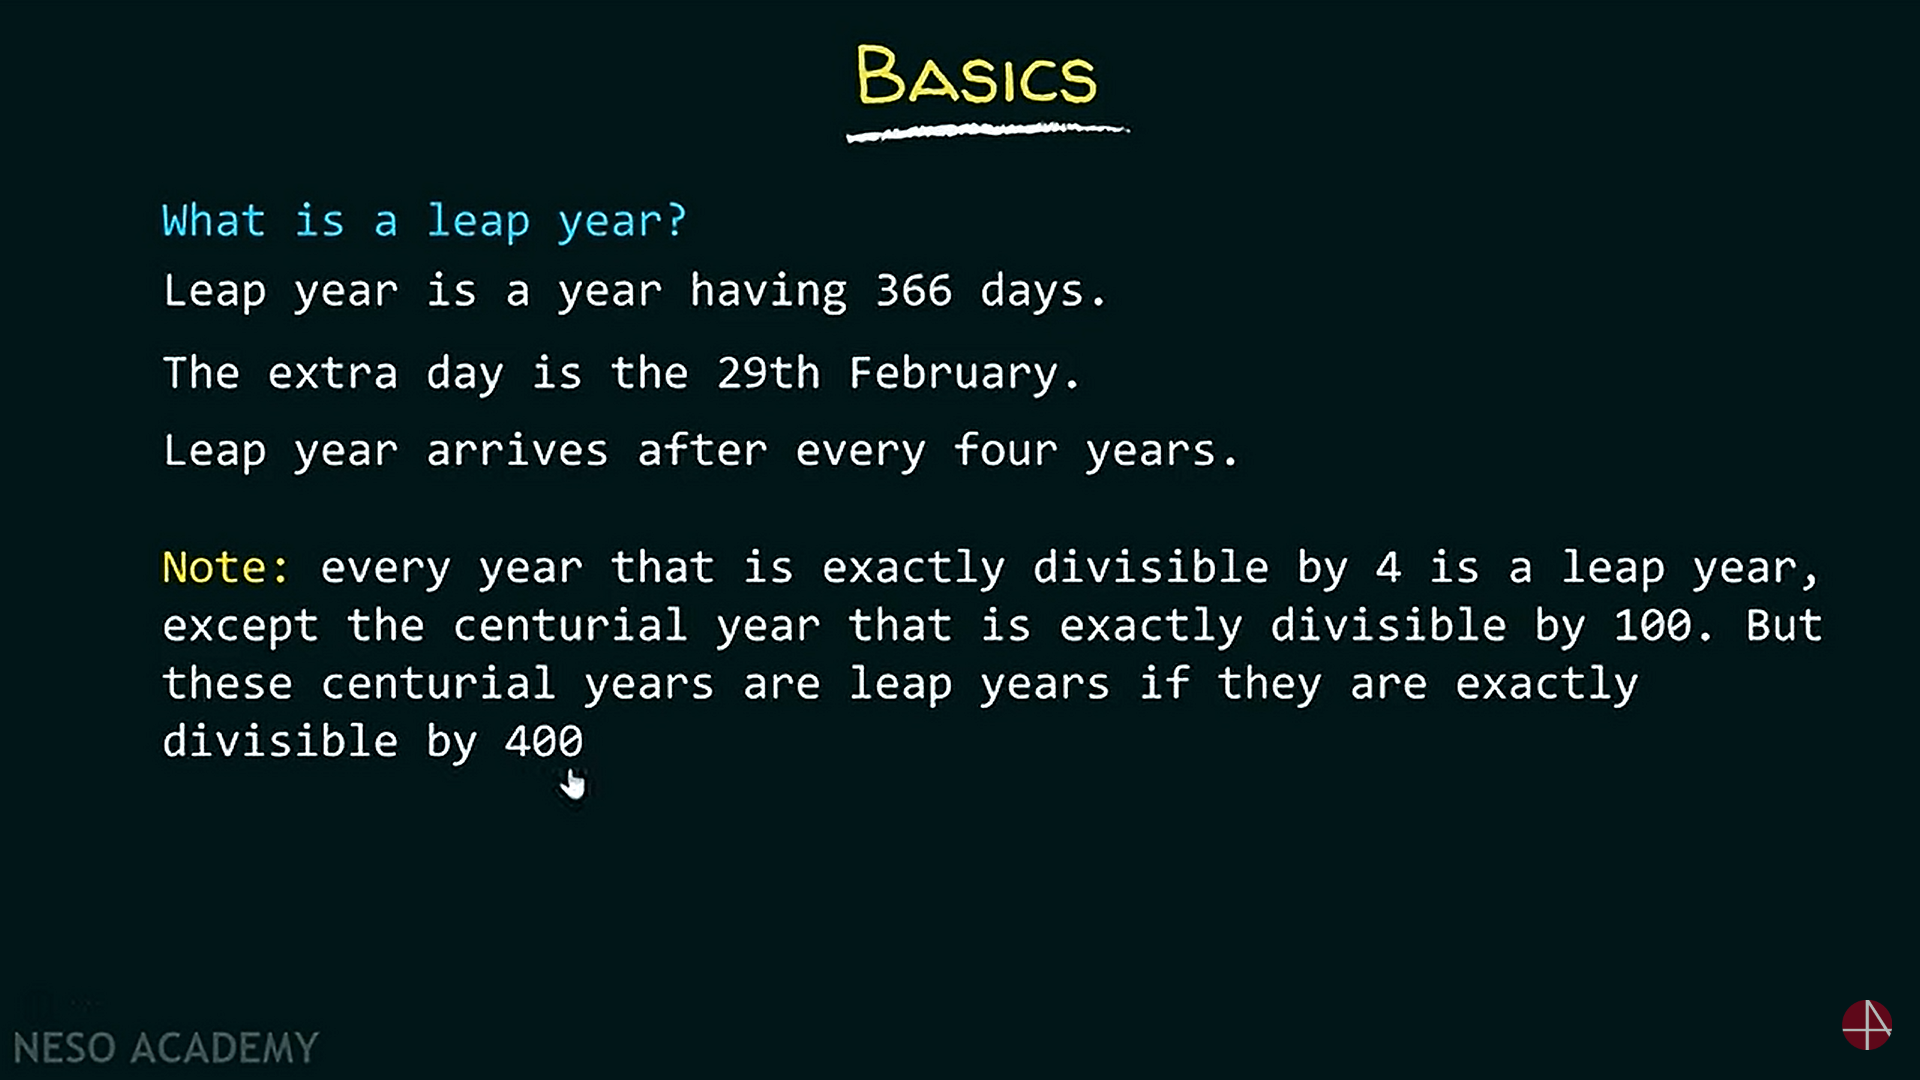 BASICS
What is a leap year?
Leap year is a year having 366 days.
The extra day is the 29th February.
Leap year arrives after every four years.
Note: every year that is exactly divisible by 4 is a leap year,
except the centurial year that is exactly divisible by 100. But
these centurial years are leap years if they are exactly
divisible by 400
NESO ACADEMY